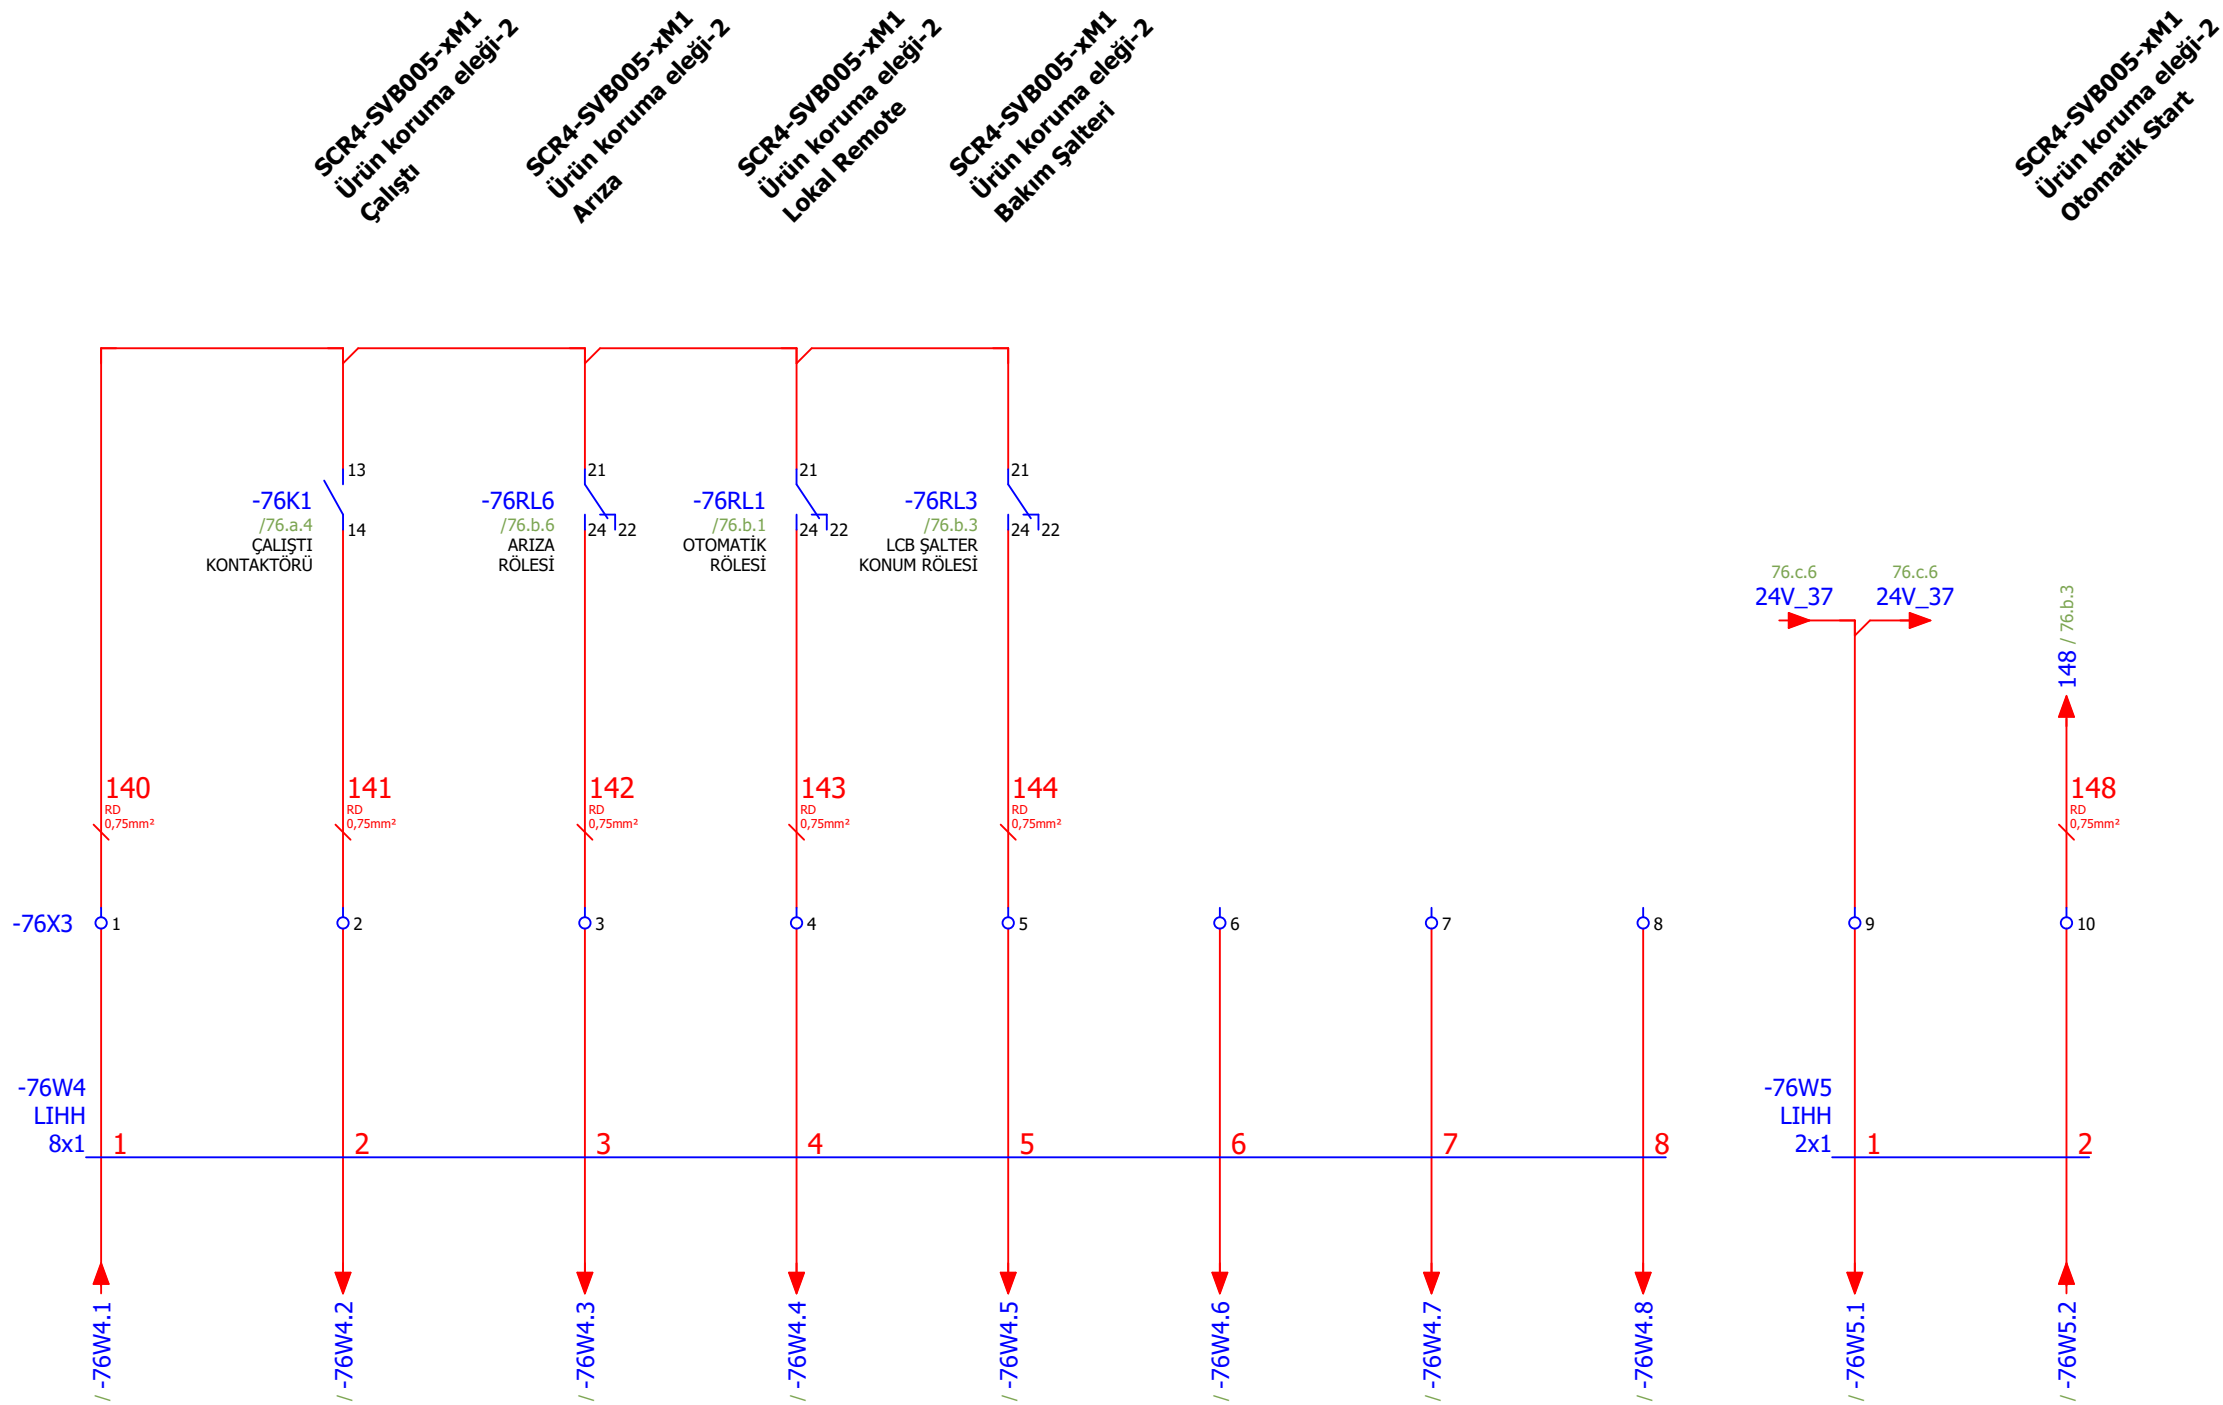 SCR4-SVB005-xM1
Ürün koruma eleği-2
Çalıştı
SCR4-SVB005-xM1
Ürün koruma eleği-2
Arıza
SCR4-SVB005-xM1
Ürün koruma eleği-2
Lokal Remote
SCR4-SVB005-xM1
Ürün koruma eleği-2
Bakım Şalteri
SCR4-SVB005-xM1
Ürün koruma eleği-2
Otomatik Start
13
-76K1
/76.a.4
14
ÇALIŞTI
KONTAKTÖRÜ
21
-76RL6
/76.b.6
24 22
ARIZA
RÖLESİ
21
-76RL1
/76.b.1
24 22
OTOMATİK
RÖLESİ
21
-76RL3
/76.b.3
24 22
LCB ŞALTER
KONUM RÖLESİ
76.c.6
24V_37
76.c.6
24V_37
148 / 76.b.3
140
RD
0,75mm²
141
RD
0,75mm²
142
RD
0,75mm²
143
RD
0,75mm²
144
RD
0,75mm²
148
RD
0,75mm²
-76X3 1 2 3 4 5 6 7 8 9 10
-76W4
LIHH
8x1 1 2 3 4 5 6 7 8
-76W5
LIHH
2x1 1 2
/ -76W4.1
/ -76W4.2
/ -76W4.3
/ -76W4.4
/ -76W4.5
/ -76W4.6
/ -76W4.7
/ -76W4.8
/ -76W5.1
/ -76W5.2